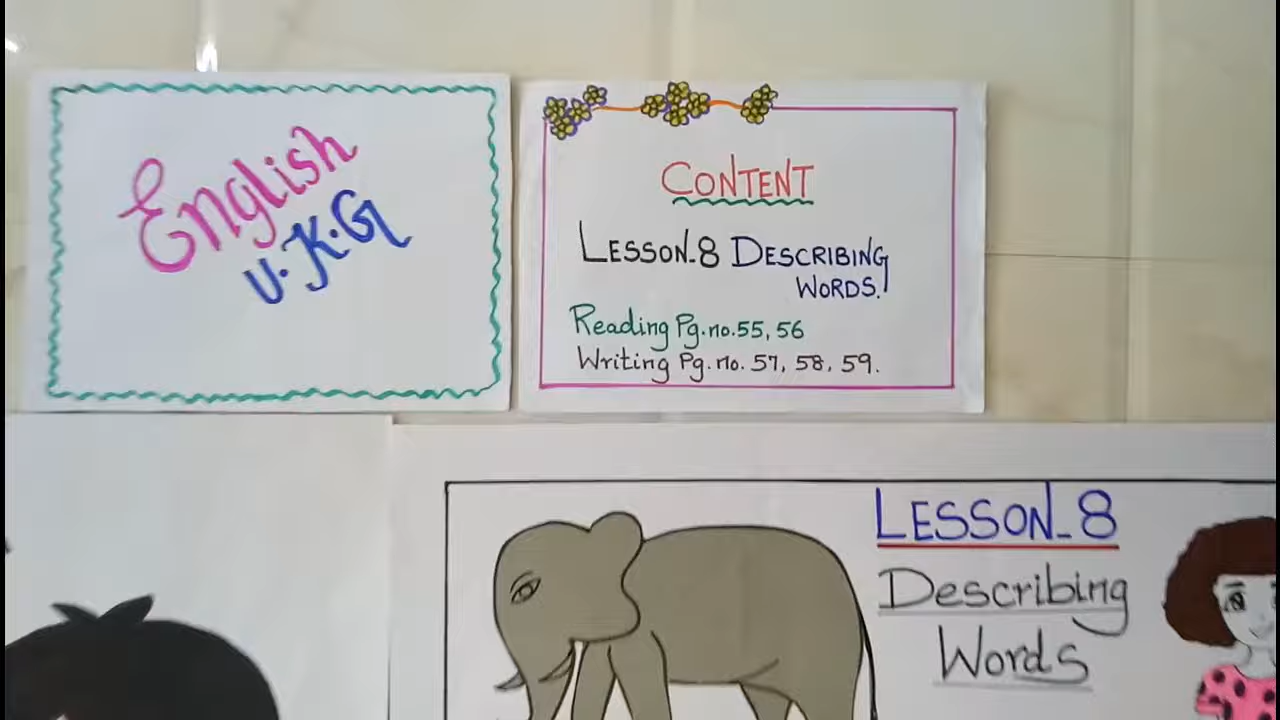 English
U.K.G
CONTENT
LESSON-8 DESCRIBING
WORDS.
Reading Pg.no.55, 56
Writing Pg.no. 57, 58, 59.
LESSON-8
Describing
Words